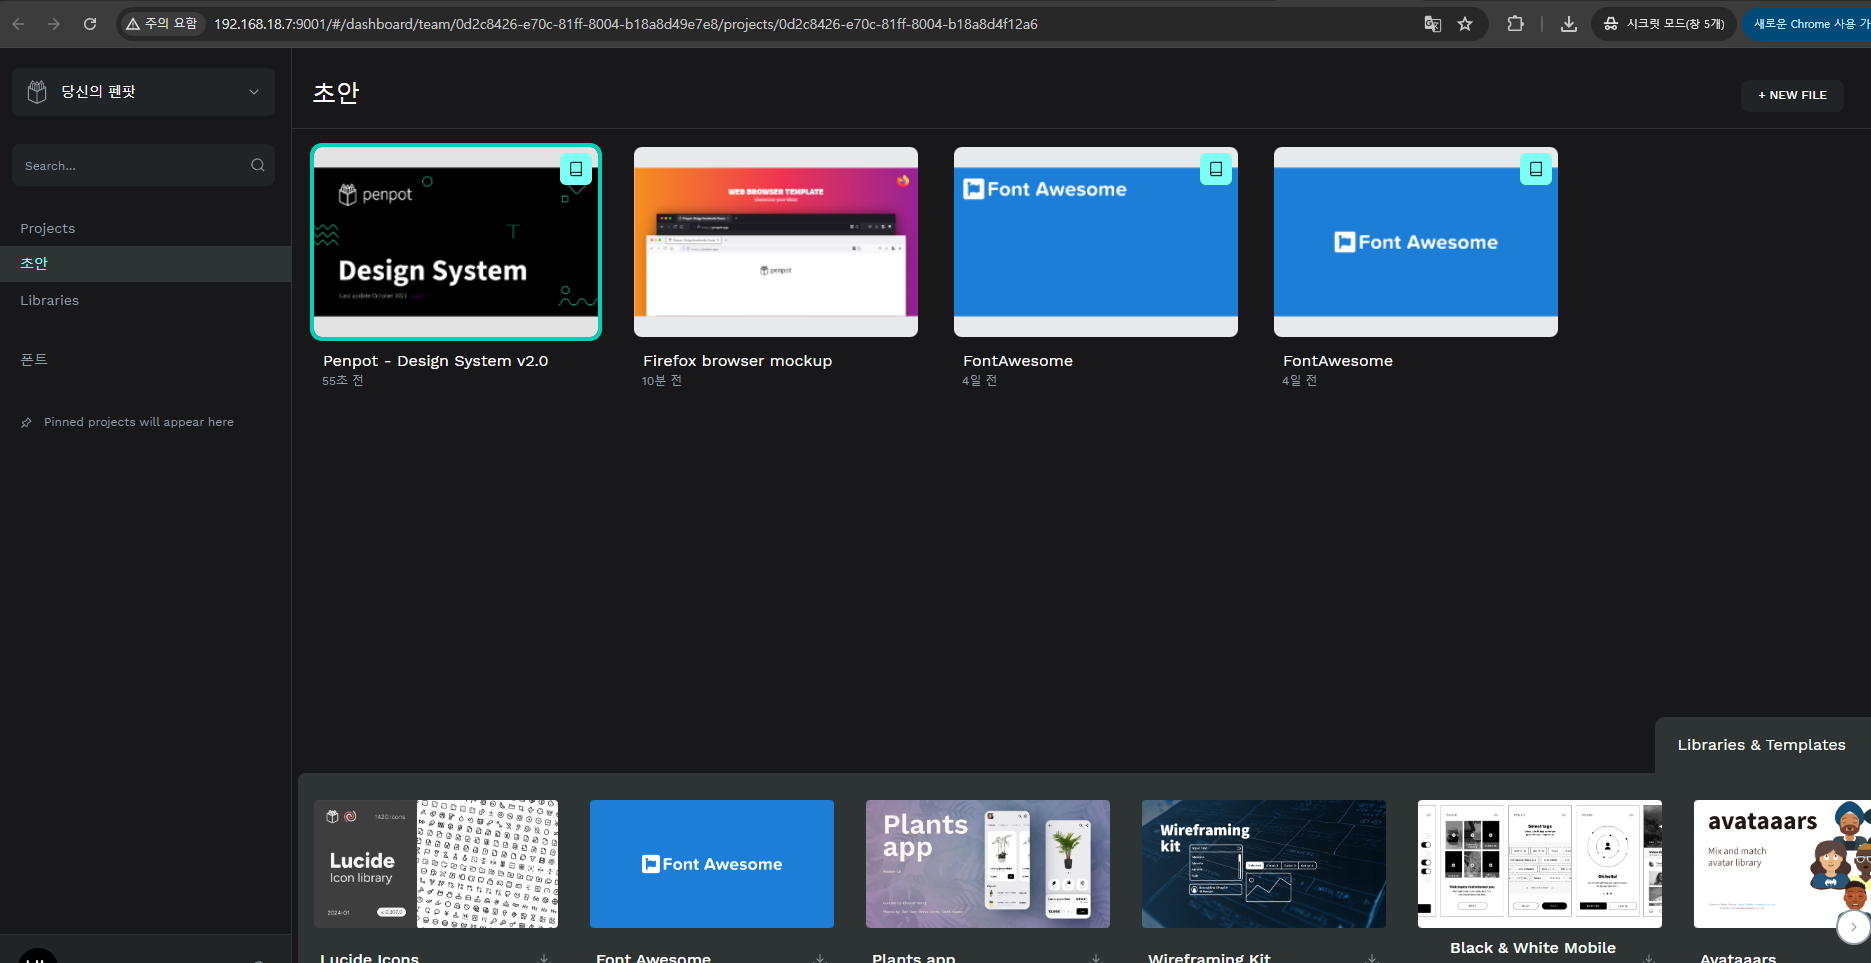 주의 요함
192.168.18.7:9001/#/dashboard/team/0d2c8426-e70c-81ff-8004-b18a8d49e7e8/projects/0d2c8426-e70c-81ff-8004-b18a8d4f12a6
시크릿 모드(창 5개)
새로운 Chrome 사용 가
당신의 펜팟
Search...
Projects
초안
Libraries
폰트
Pinned projects will appear here
초안
+ NEW FILE
penpot
Design System
Last update October 2021
Penpot - Design System v2.0
55초 전
WEB BROWSER TEMPLATE
penpot
Firefox browser mockup
10분 전
Font Awesome
FontAwesome
4일 전
Font Awesome
FontAwesome
4일 전
Libraries & Templates
1420 icons
Lucide
Icon library
2024-01
Lucide Icons
Font Awesome
Font Awesome
Plants
app
Plants app
Wireframing
kit
Wireframing Kit
Select tags
Black & White Mobile
avataaars
Mix and match
avatar library
Avataaars